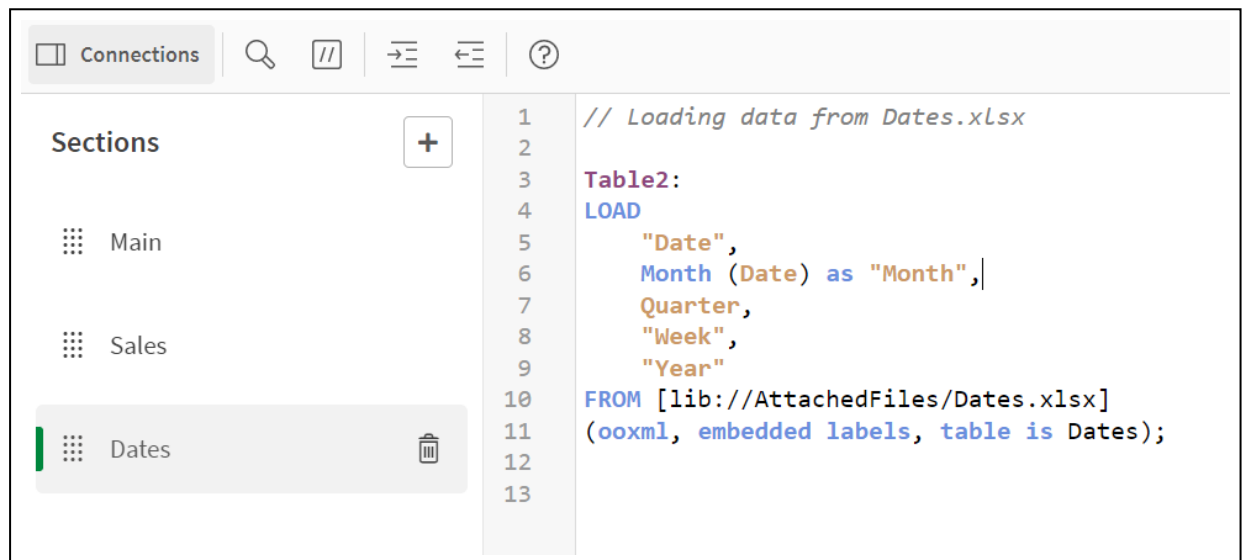 Connections
Sections
Main
Sales
Dates
1 // Loading data from Dates.xlsx
2
3 Table2:
4 LOAD
5 "Date",
6 Month (Date) as "Month",
7 Quarter,
8 "Week",
9 "Year"
10 FROM [lib://AttachedFiles/Dates.xlsx]
11 (ooxml, embedded labels, table is Dates);
12
13